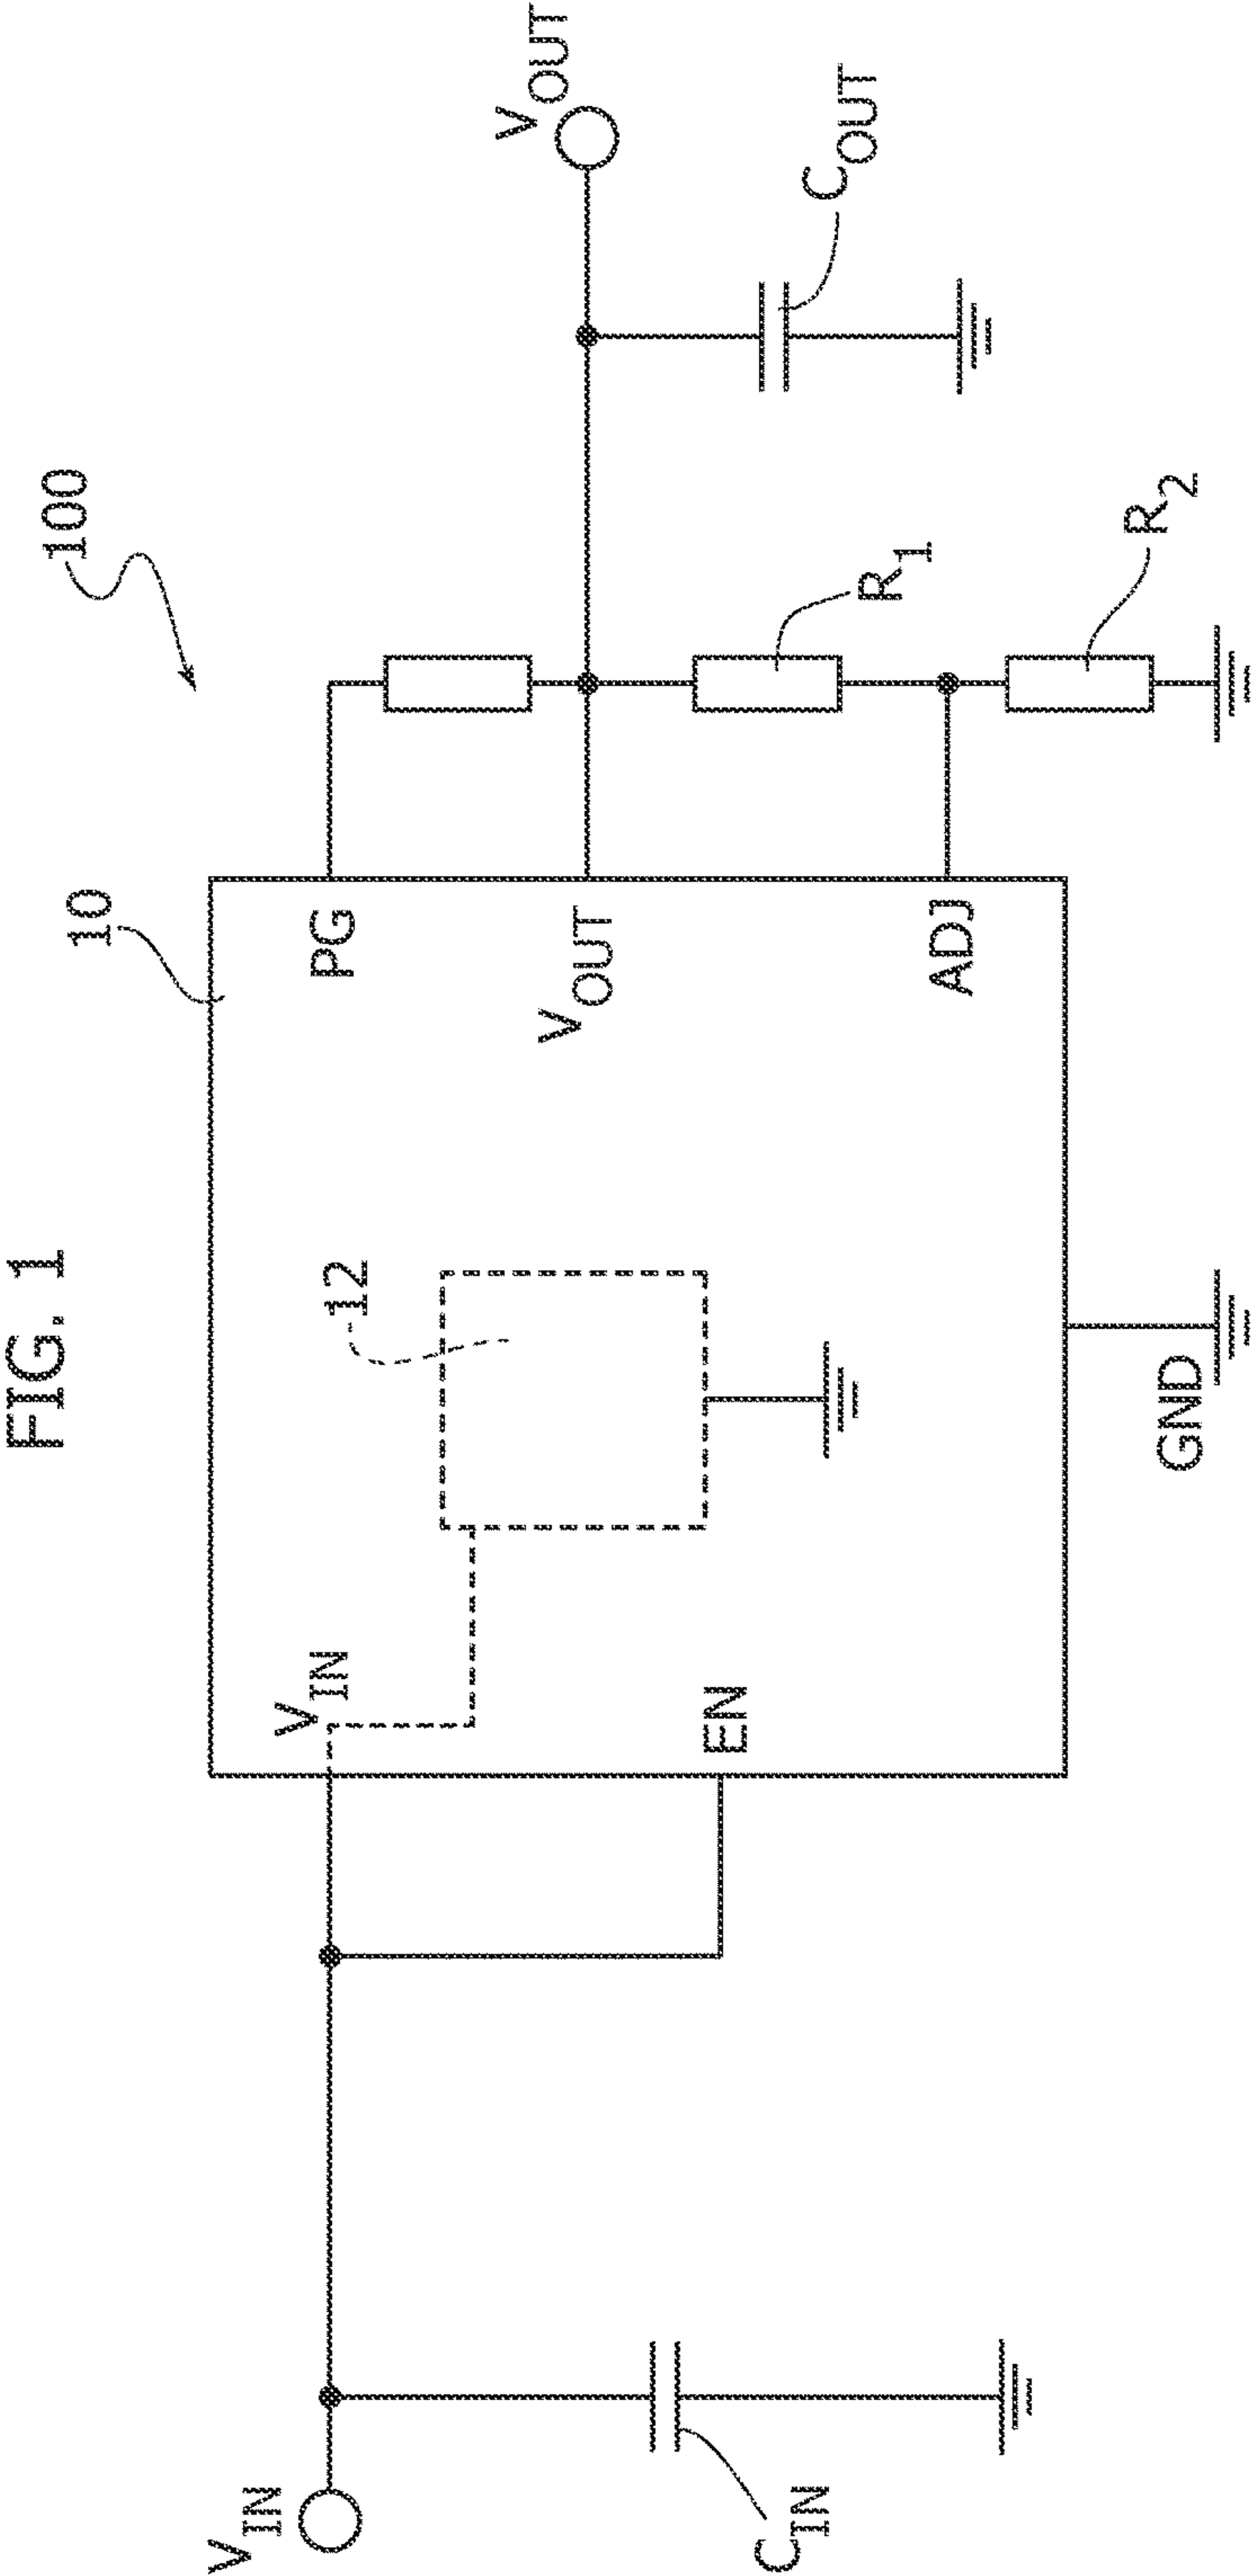 FIG. 1
100
10
V_IN
V_IN
12
PG
V_OUT
V_OUT
EN
ADJ
R_1
C_OUT
C_IN
GND
R_2